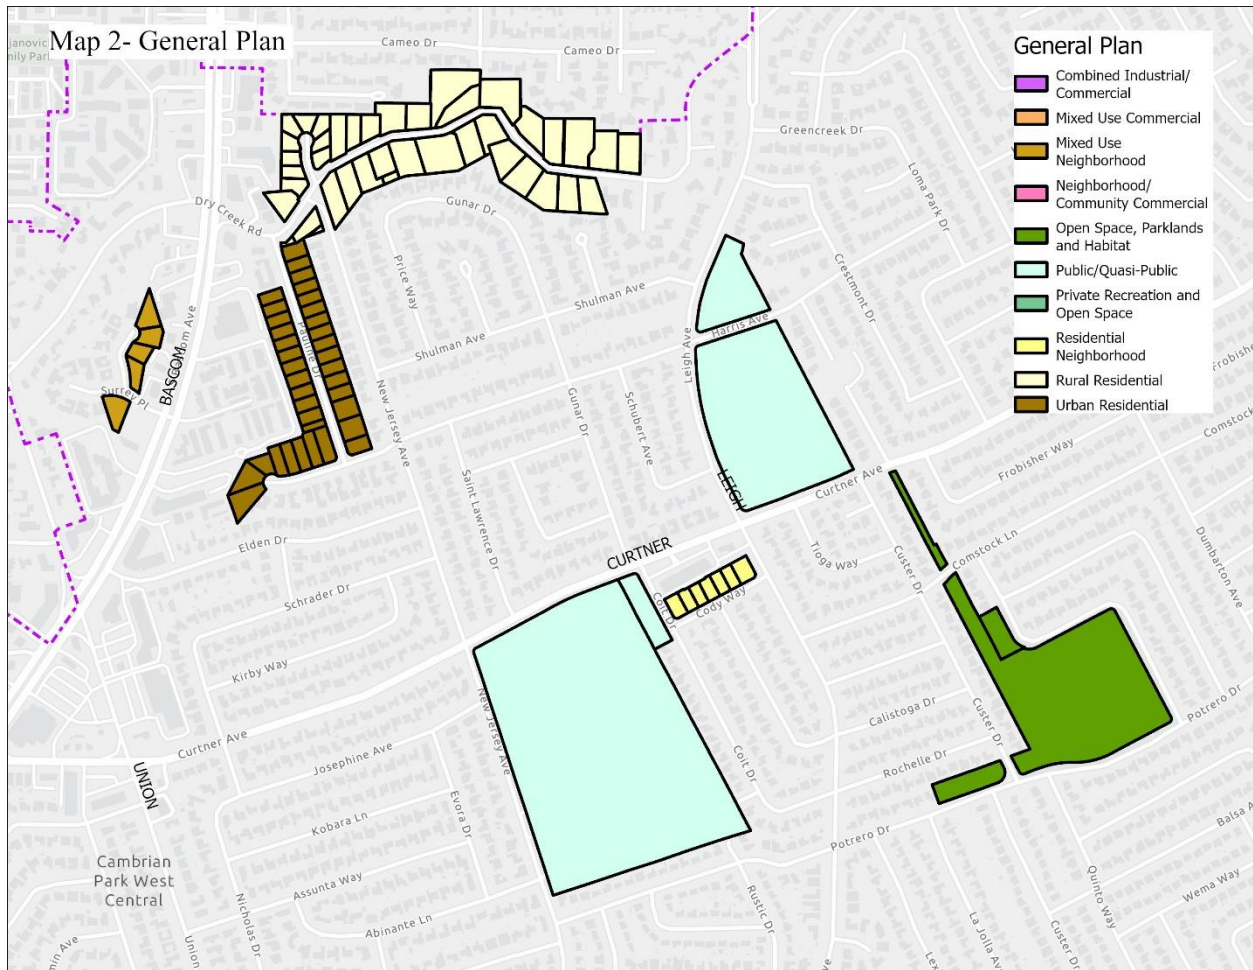 Map 2- General Plan
Cameo Dr
Cameo Dr
General Plan
Combined Industrial/
Commercial
Mixed Use Commercial
Mixed Use
Neighborhood
Neighborhood/
Community Commercial
Open Space, Parklands
and Habitat
Public/Quasi-Public
Private Recreation and
Open Space
Residential
Neighborhood
Rural Residential
Urban Residential
Greencreek Dr
Loma Park Dr
Dry Creek Rd
Gunar Dr
Price Way
Crestmont Dr
Shulman Ave
Shulman Ave
Harris Ave
Leigh Ave
Pauline Dr
BASCOM
Surrey Pl
New Jersey Ave
Gunar Dr
Schubert Ave
Frobisher Way
LEIGH
Curtner Ave
Saint Lawrence Dr
Elden Dr
CURTNER
Tioga Way
Custer Dr
Comstock Ln
Dumbarton Ave
Schrader Dr
Coit Dr
Cody Way
Kirby Way
New Jersey Ave
Calistoga Dr
Custer Dr
Potrero Dr
Curtner Ave
Josephine Ave
Coit Dr
Rochelle Dr
UNION
Evora Dr
Kobara Ln
Potrero Dr
Cambrian
Park West
Central
Assunta Way
Nicholas Dr
Abinante Ln
Rustic Dr
Quinto Way
Wema Way
La Jolla Ave
Custer Dr
Union